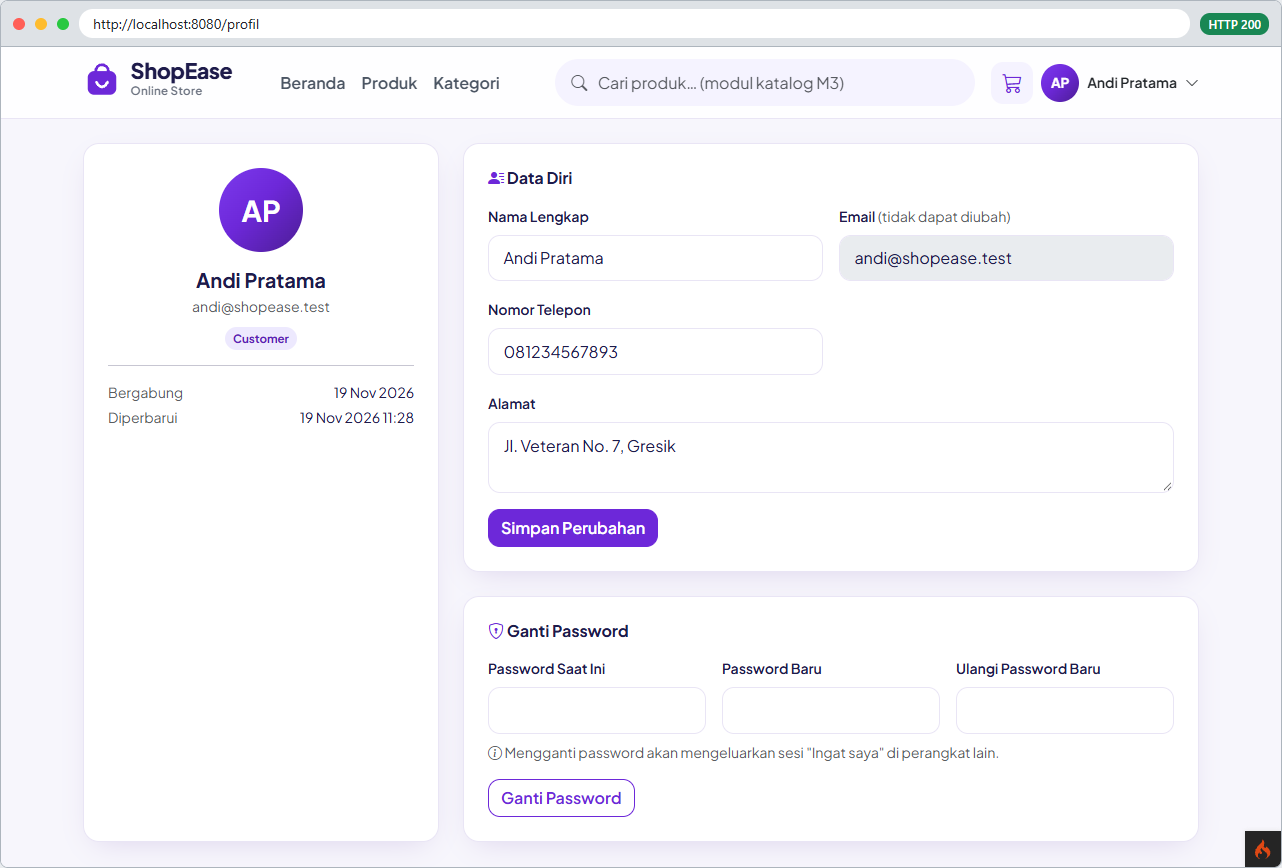 http://localhost:8080/profil
HTTP 200
ShopEase
Online Store
Beranda Produk Kategori
Cari produk... (modul katalog M3)
AP
Andi Pratama
AP
Andi Pratama
andi@shopease.test
Customer
Bergabung 19 Nov 2026
Diperbarui 19 Nov 2026 11:28
Data Diri
Nama Lengkap
Andi Pratama
Email (tidak dapat diubah)
andi@shopease.test
Nomor Telepon
081234567893
Alamat
Jl. Veteran No. 7, Gresik
Simpan Perubahan
Ganti Password
Password Saat Ini Password Baru Ulangi Password Baru
Mengganti password akan mengeluarkan sesi "Ingat saya" di perangkat lain.
Ganti Password